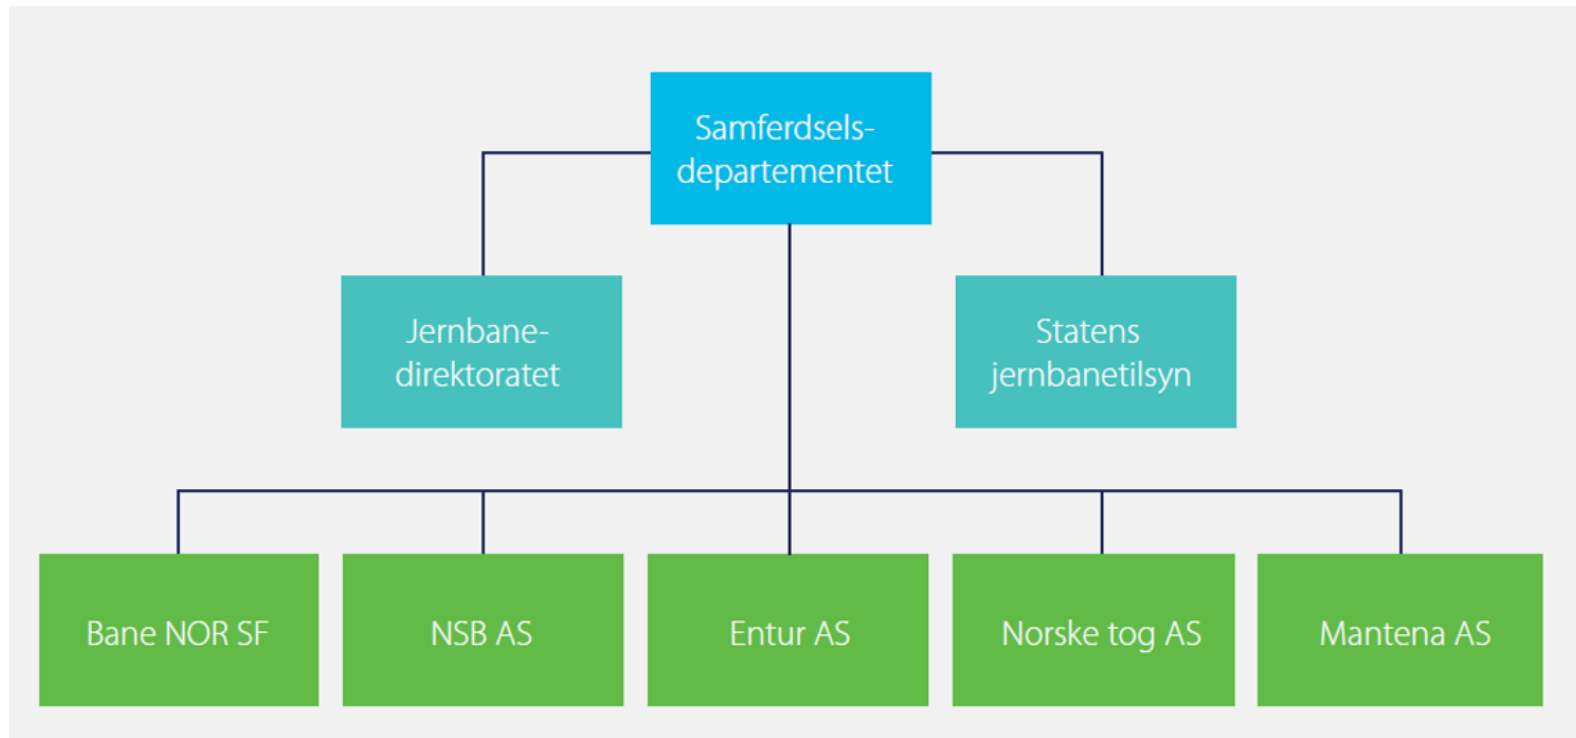 Samferdsels-
departementet
Jernbane-
direktoratet
Statens
jernbanetilsyn
Bane NOR SF
NSB AS
Entur AS
Norske tog AS
Mantena AS